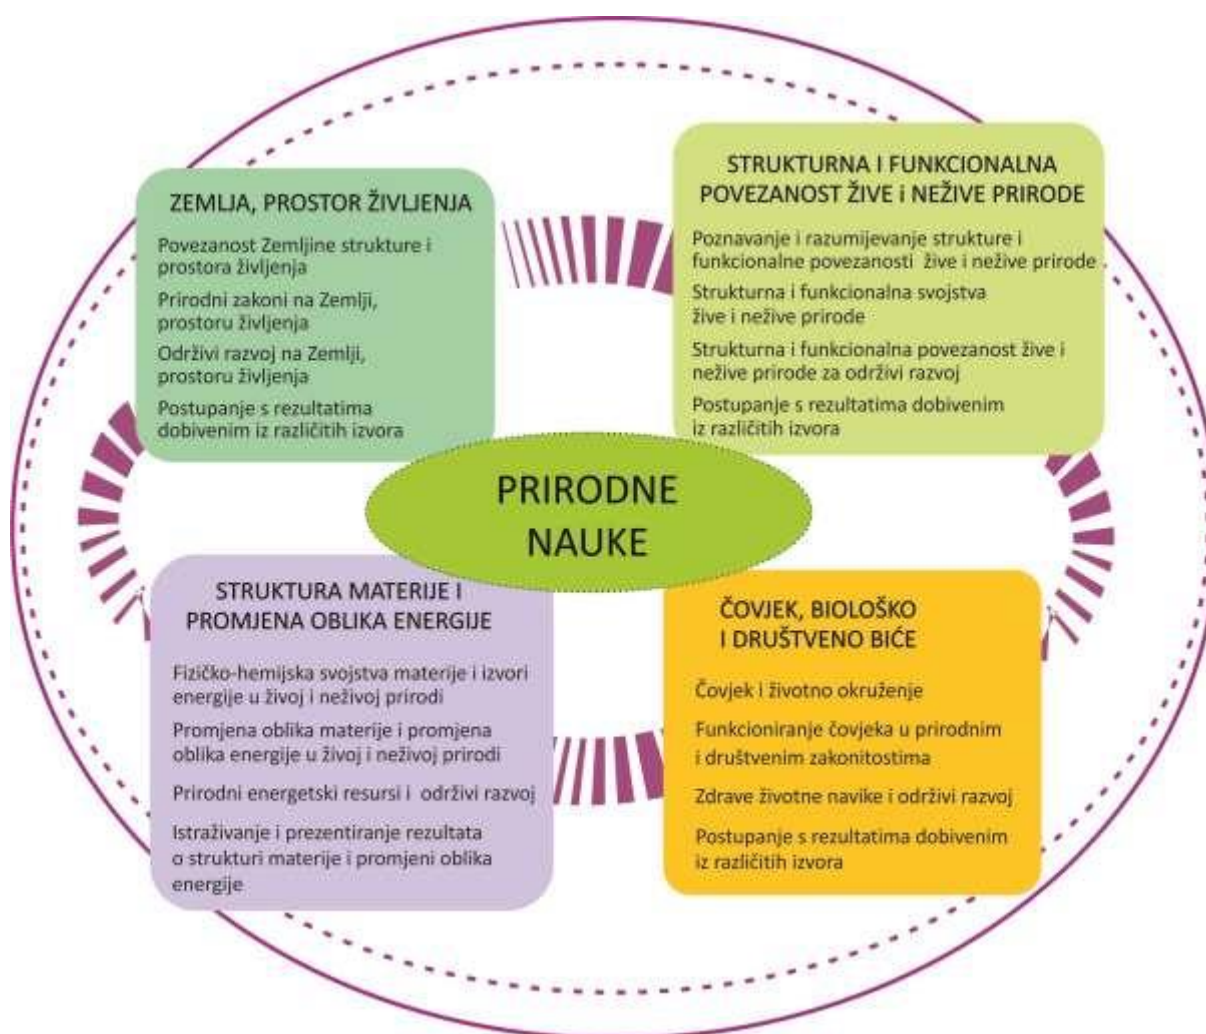 ZEMLJA, PROSTOR ŽIVLJENJA
Povezanost Zemljine strukture i
prostora življenja
Prirodni zakoni na Zemlji,
prostoru življenja
Održivi razvoj na Zemlji,
prostoru življenja
Postupanje s rezultatima
dobivenim iz različitih izvora
STRUKTURNA I FUNKCIONALNA
POVEZANOST ŽIVE i NEŽIVE PRIRODE
Poznavanje i razumijevanje strukture i
funkcionalne povezanosti žive i nežive prirode
Strukturna i funkcionalna svojstva
žive i nežive prirode
Strukturna i funkcionalna povezanost žive i
nežive prirode za održivi razvoj
Postupanje s rezultatima dobivenim
iz različitih izvora
PRIRODNE
NAUKE
STRUKTURA MATERIJE I
PROMJENA OBLIKA ENERGIJE
Fizičko-hemijska svojstva materije i izvori
energije u živoj i neživoj prirodi
Promjena oblika materije i promjena
oblika energije u živoj i neživoj prirodi
Prirodni energetski resursi i održivi razvoj
Istraživanje i prezentiranje rezultata
o strukturi materije i promjeni oblika
energije
ČOVJEK, BIOLOŠKO
I DRUŠTVENO BIĆE
Čovjek i životno okruženje
Funkcioniranje čovjeka u prirodnim
i društvenim zakonitostima
Zdrave životne navike i održivi razvoj
Postupanje s rezultatima dobivenim
iz različitih izvora